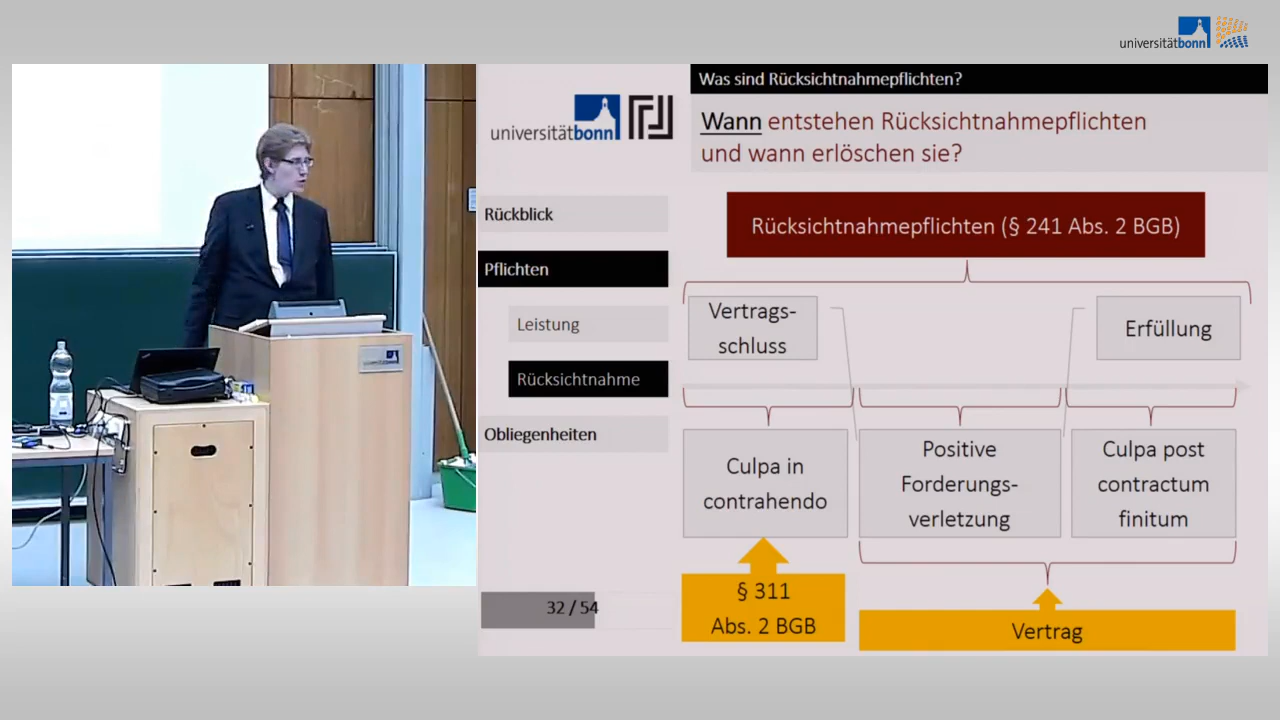 universitätbonn
Was sind Rücksichtnahmepflichten?
universitätbonn
Wann entstehen Rücksichtnahmepflichten
und wann erlöschen sie?
Rückblick
Pflichten
Leistung
Rücksichtnahme
Obliegenheiten
32 / 54
Rücksichtnahmepflichten (§ 241 Abs. 2 BGB)
Vertrags-
schluss
Erfüllung
Culpa in
contrahendo
Positive
Forderungs-
verletzung
Culpa post
contractum
finitum
§ 311
Abs. 2 BGB
Vertrag